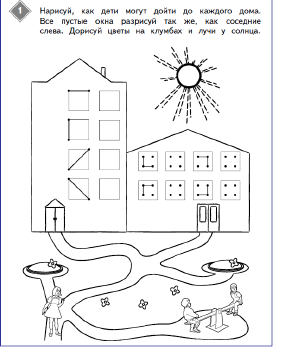 1
Нарисуй, как дети могут дойти до каждого дома.
Все пустые окна разрисуй так же, как соседние
слева. Дорисуй цветы на клумбах и лучи у солнца.